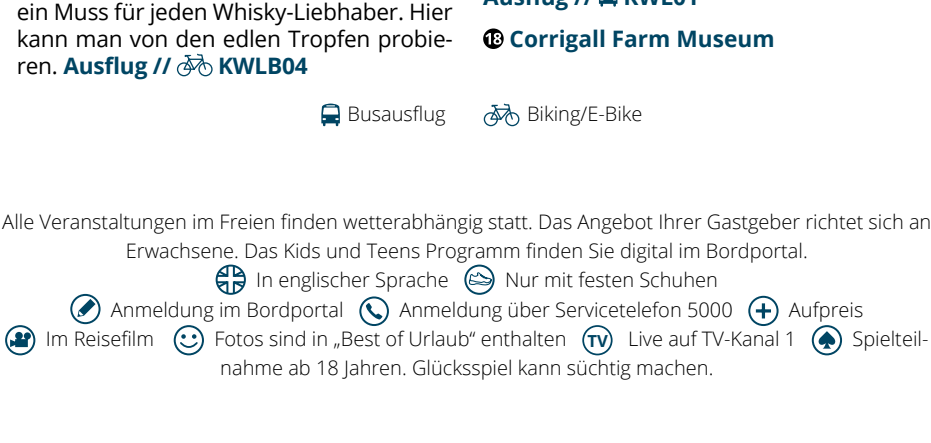 ein Muss für jeden Whisky-Liebhaber. Hier
kann man von den edlen Tropfen probie-
ren. Ausflug // KWLB04
Ausflug // KWL01
18 Corrigall Farm Museum
Busausflug Biking/E-Bike
Alle Veranstaltungen im Freien finden wetterabhängig statt. Das Angebot Ihrer Gastgeber richtet sich an
Erwachsene. Das Kids und Teens Programm finden Sie digital im Bordportal.
In englischer Sprache Nur mit festen Schuhen
Anmeldung im Bordportal Anmeldung über Servicetelefon 5000 + Aufpreis
Im Reisefilm Fotos sind in „Best of Urlaub“ enthalten TV Live auf TV-Kanal 1 Spielteil-
nahme ab 18 Jahren. Glücksspiel kann süchtig machen.